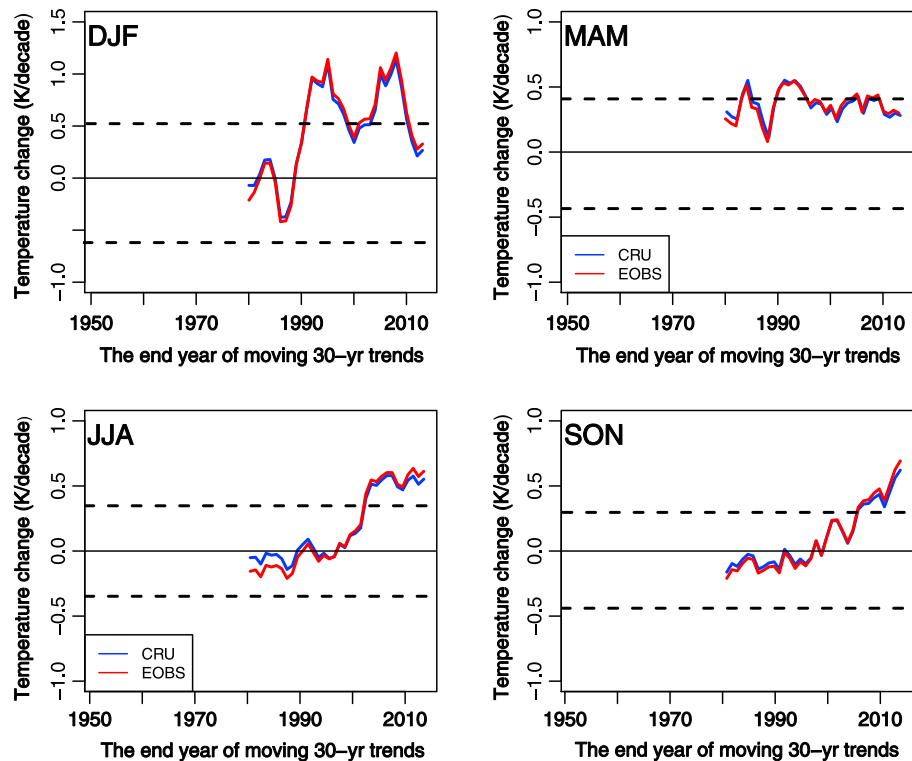 DJF
Temperature change (K/decade)
1.5
1.0
0.5
0.0
−1.0
1950
1970
1990
2010
The end year of moving 30−yr trends
MAM
Temperature change (K/decade)
1.0
0.5
0.0
−0.5
−1.0
CRU
EOBS
1950
1970
1990
2010
The end year of moving 30−yr trends
JJA
Temperature change (K/decade)
1.0
0.5
0.0
−0.5
−1.0
CRU
EOBS
1950
1970
1990
2010
The end year of moving 30−yr trends
SON
Temperature change (K/decade)
1.0
0.5
0.0
−0.5
−1.0
1950
1970
1990
2010
The end year of moving 30−yr trends